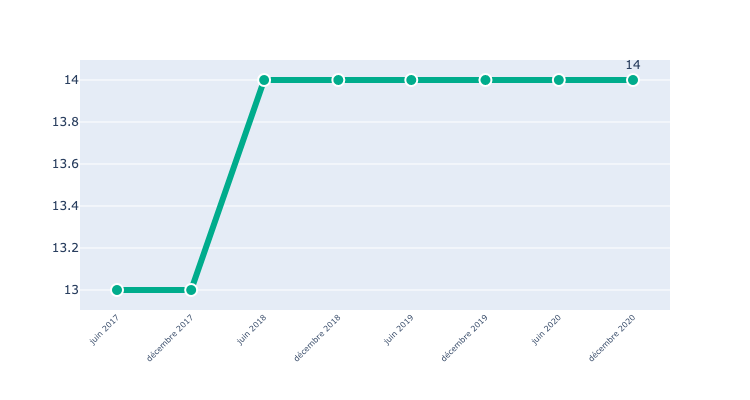 14
14
13.8
13.6
13.4
13.2
13
juin 2017
décembre 2017
juin 2018
décembre 2018
juin 2019
décembre 2019
juin 2020
décembre 2020